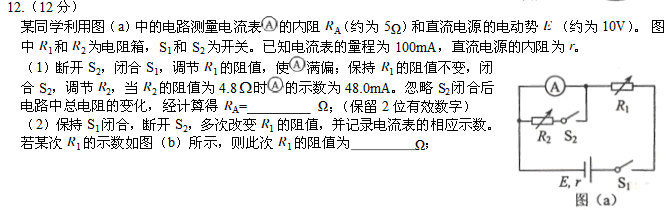 12.（12 分）
某同学利用图（a）中的电路测量电流表Ⓐ的内阻 RA（约为 5Ω）和直流电源的电动势 E （约为 10V）。图
中 R1和 R2为电阻箱，S1和 S2为开关。已知电流表的量程为 100mA，直流电源的内阻为 r。
（1）断开 S2，闭合 S1，调节 R1的阻值，使Ⓐ满偏；保持 R1的阻值不变，闭
合 S2，调节 R2，当 R2的阻值为 4.8Ω时Ⓐ的示数为 48.0mA。忽略 S2闭合后
电路中总电阻的变化，经计算得 RA=________ Ω;（保留 2 位有效数字）
（2）保持 S1闭合，断开 S2，多次改变 R1 的阻值，并记录电流表的相应示数。
若某次 R1 的示数如图（b）所示，则此次 R1的阻值为________Ω;
A
R1
R2 S2
E, r S1
图（a）